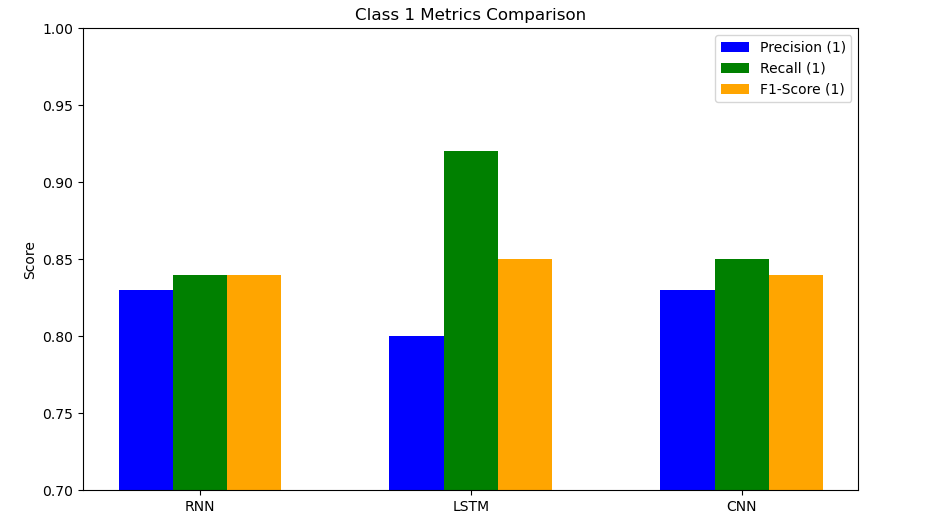 Class 1 Metrics Comparison
Precision (1)
Recall (1)
F1-Score (1)
Score
1.00
0.95
0.90
0.85
0.80
0.75
0.70
RNN LSTM CNN